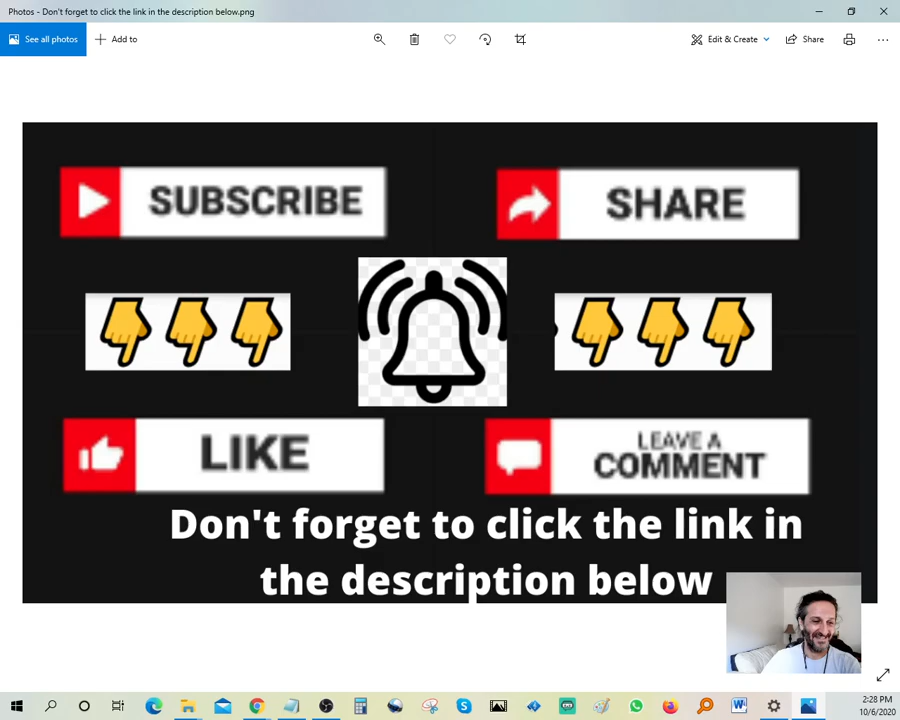 Photos - Don't forget to click the link in the description below.png
See all photos
Add to
Edit & Create
Share
SUBSCRIBE
SHARE
LIKE
LEAVE A
COMMENT
Don't forget to click the link in
the description below
2:28 PM
10/6/2020